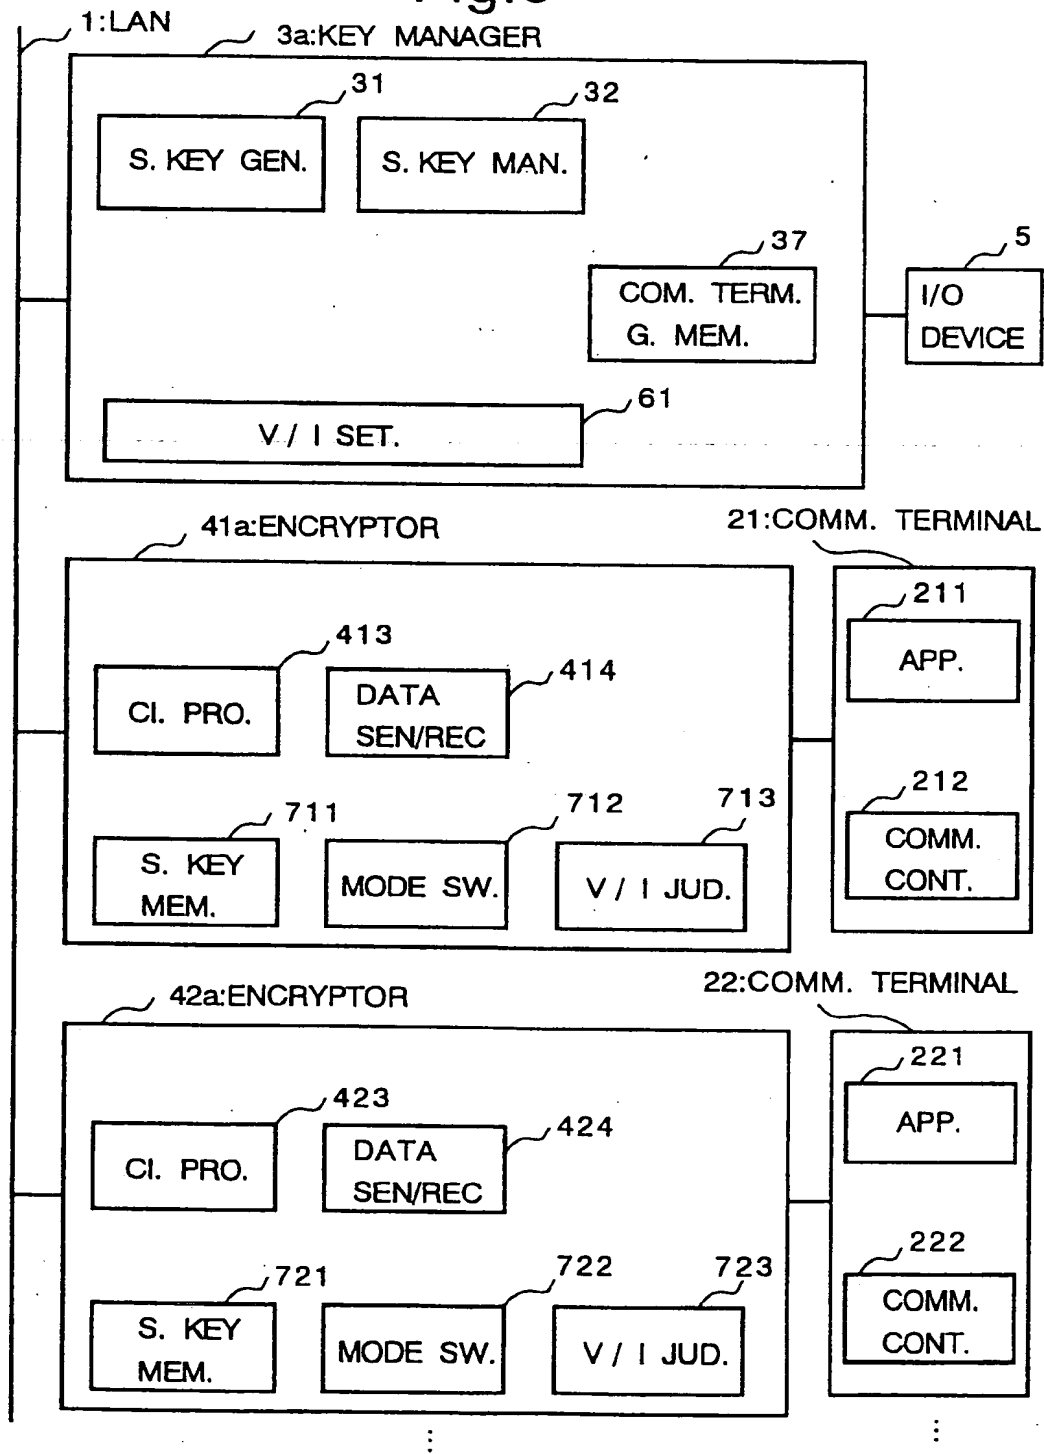 1:LAN
3a:KEY MANAGER
31
32
S. KEY GEN.
S. KEY MAN.
37
5
COM. TERM.
G. MEM.
I/O
DEVICE
61
V / I SET.
41a:ENCRYPTOR
21:COMM. TERMINAL
211
413
414
APP.
CI. PRO.
DATA
SEN/REC
212
711
712
713
S. KEY
MEM.
MODE SW.
V / I JUD.
COMM.
CONT.
42a:ENCRYPTOR
22:COMM. TERMINAL
221
423
424
APP.
CI. PRO.
DATA
SEN/REC
222
721
722
723
S. KEY
MEM.
MODE SW.
V / I JUD.
COMM.
CONT.